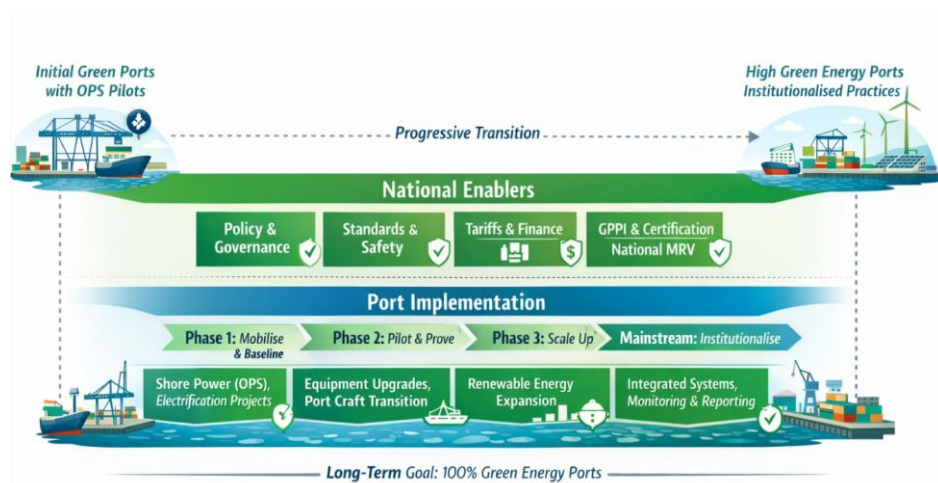 Initial Green Ports
with OPS Pilots
High Green Energy Ports
Institutionalised Practices
Progressive Transition
National Enablers
Policy &
Governance
Standards &
Safety
Tariffs & Finance
$
GPPI & Certification
National MRV
Port Implementation
Phase 1: Mobilise
& Baseline
Phase 2: Pilot & Prove
Phase 3: Scale Up
Mainstream: Institutionalise
Shore Power (OPS),
Electrification Projects
Equipment Upgrades,
Port Craft Transition
Renewable Energy
Expansion
Integrated Systems,
Monitoring & Reporting
Long-Term Goal: 100% Green Energy Ports